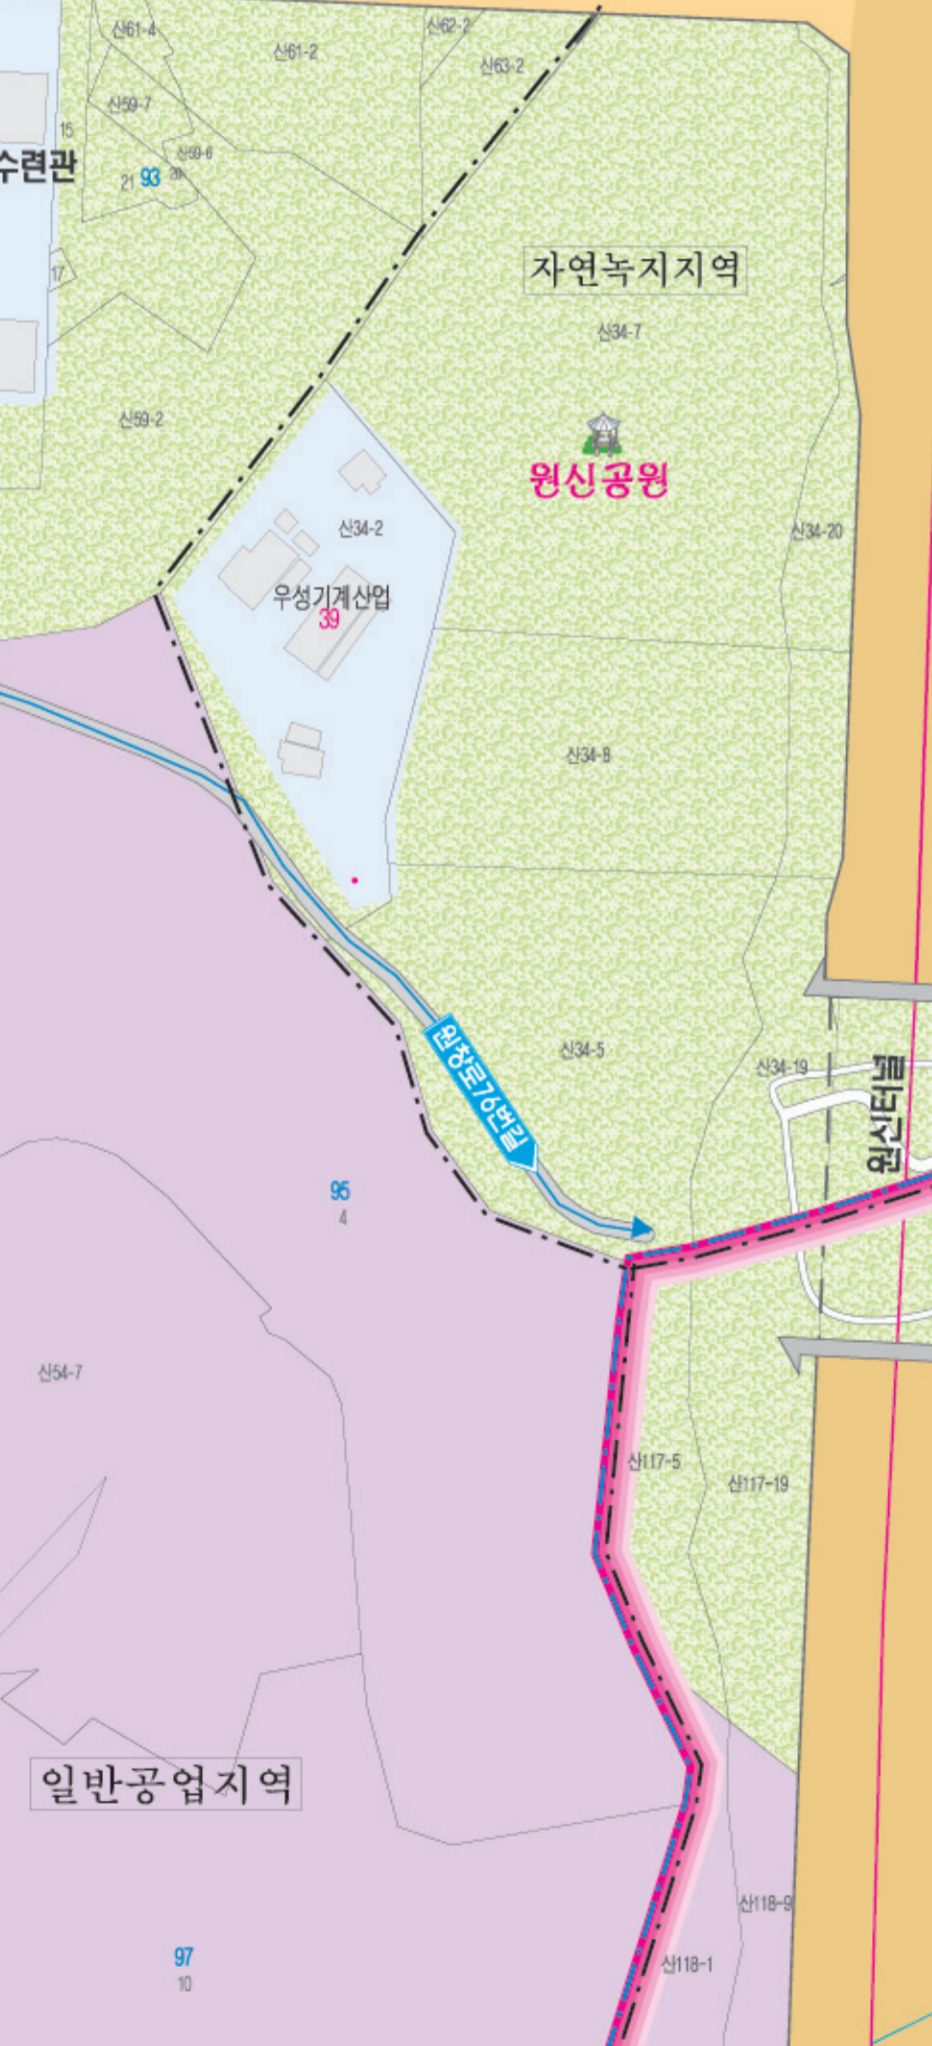 산61-4
산62-2
산61-2
산63-2
산59-7
15
산59-6
수련관
21
93
20
17
자연녹지지역
산34-7
산59-2
원신공원
산34-2
산34-20
우성기계산업
39
산34-8
원창로76번길
산34-5
산34-19
원신터널
95
4
산54-7
산117-5
산117-19
일반공업지역
산118-9
97
산118-1
10